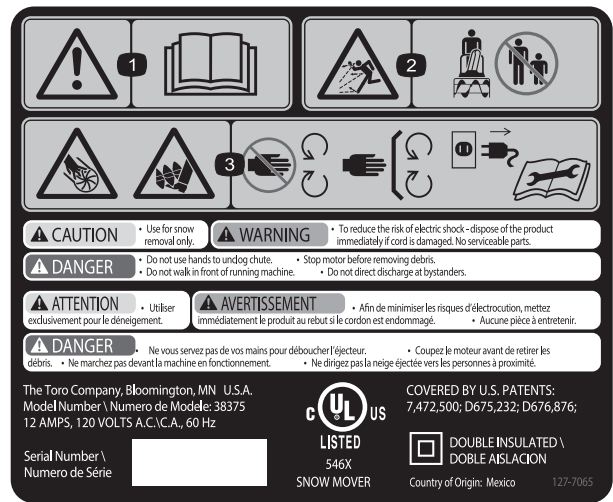 1
2
3
CAUTION • Use for snow removal only.
WARNING • To reduce the risk of electric shock - dispose of the product immediately if cord is damaged. No serviceable parts.
DANGER • Do not use hands to unclog chute. • Stop motor before removing debris.
• Do not walk in front of running machine. • Do not direct discharge at bystanders.
ATTENTION • Utiliser
exclusivement pour le déneigement.
AVERTISSEMENT • Afin de minimiser les risques d'électrocution, mettez
immédiatement le produit au rebut si le cordon est endommagé. • Aucune pièce à entretenir.
DANGER • Ne vous servez pas de vos mains pour déboucher l'éjecteur. • Coupez le moteur avant de retirer les
débris. • Ne marchez pas devant la machine en fonctionnement. • Ne dirigez pas la neige éjectée vers les personnes à proximité.
The Toro Company, Bloomington, MN U.S.A.
Model Number \ Numero de Modele: 38375
12 AMPS, 120 VOLTS A.C.\C.A., 60 Hz
Serial Number \
Numero de Série
c UL US
LISTED
546X
SNOW MOVER
COVERED BY U.S. PATENTS:
7,472,500; D675,232; D676,876;
DOUBLE INSULATED \
DOBLE AISLACION
Country of Origin: Mexico 127-7065